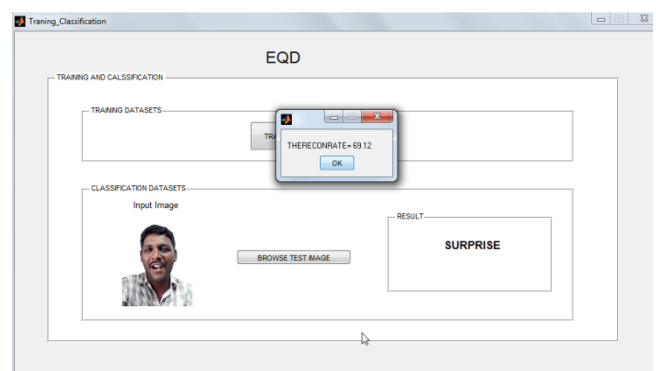 Traning_Classification
EQD
TRAINING AND CALSSIFICATION
TRAINING DATASETS
THERECONRATE= 69.12
OK
CLASSIFICATION DATASETS
Input Image
BROWSE TEST IMAGE
RESULT
SURPRISE